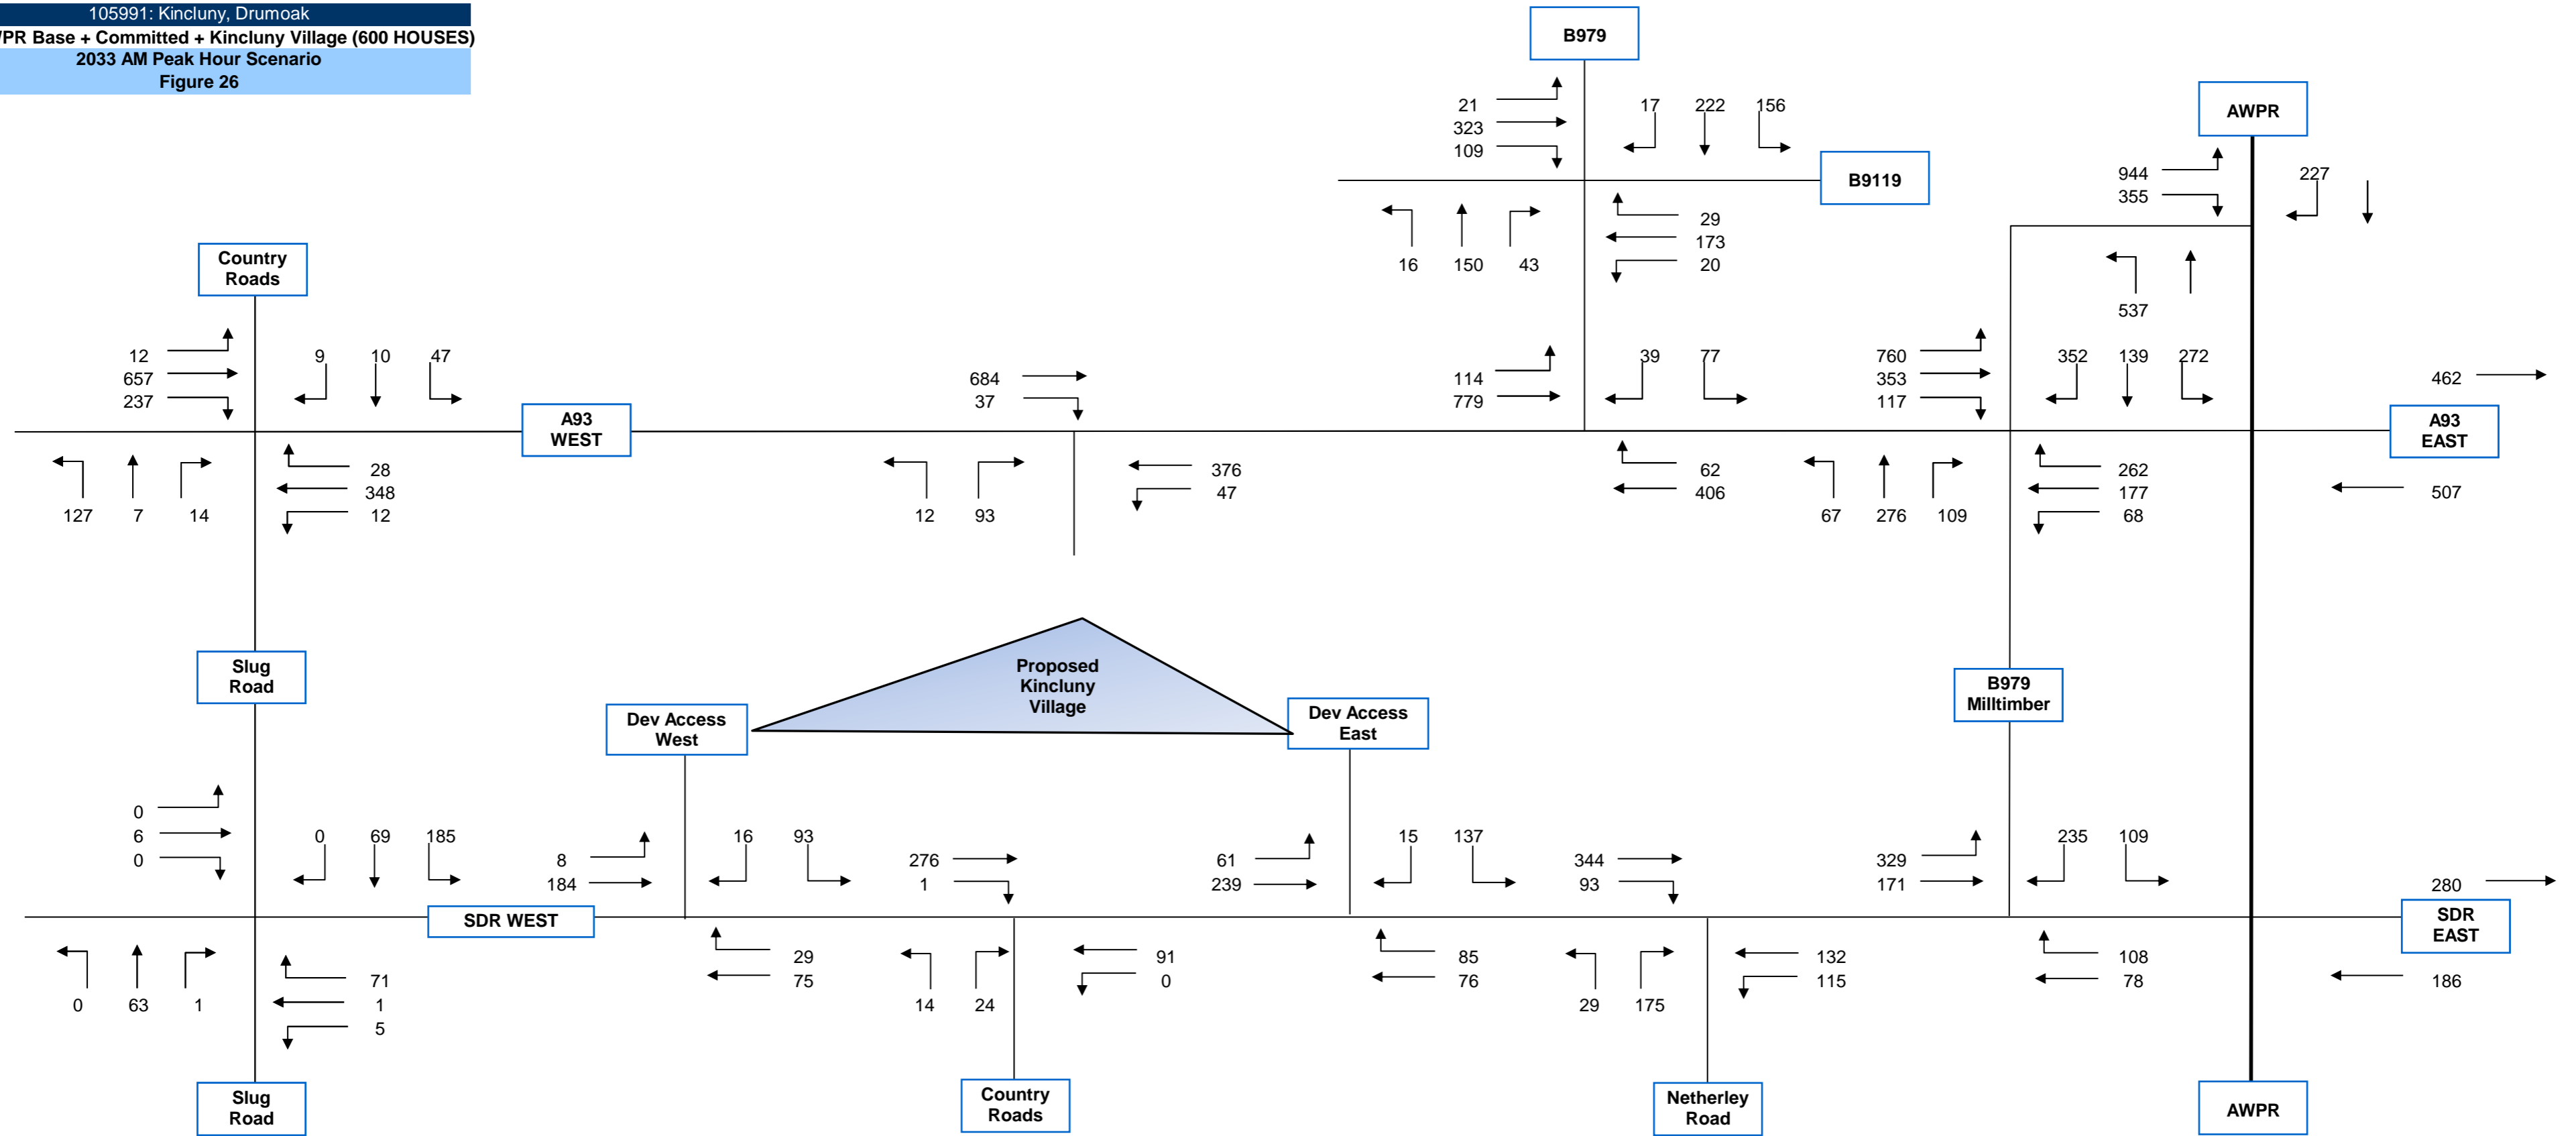 105991: Kincluny, Drumoak
PR Base + Committed + Kincluny Village (600 HOUSES)
2033 AM Peak Hour Scenario
Figure 26
B979
21
323
109
17 222 156
B9119
16 150 43
29
173
20
AWPR
944
355
227
537
Country
Roads
12
657
237
9 10 47
A93
WEST
127 7 14
28
348
12
684
37
12 93
376
47
114
779
39 77
62
406
760
353
117
352 139 272
67 276 109
262
177
68
462
A93
EAST
507
Slug
Road
Proposed
Kincluny
Village
Dev Access
West
Dev Access
East
B979
Milltimber
0
6
0
0 69 185
SDR WEST
0 63 1
71
1
5
8
184
16 93
29
75
276
1
14 24
91
0
61
239
15 137
85
76
344
93
29 175
132
115
329
171
235 109
108
78
280
SDR
EAST
186
Slug
Road
Country
Roads
Netherley
Road
AWPR